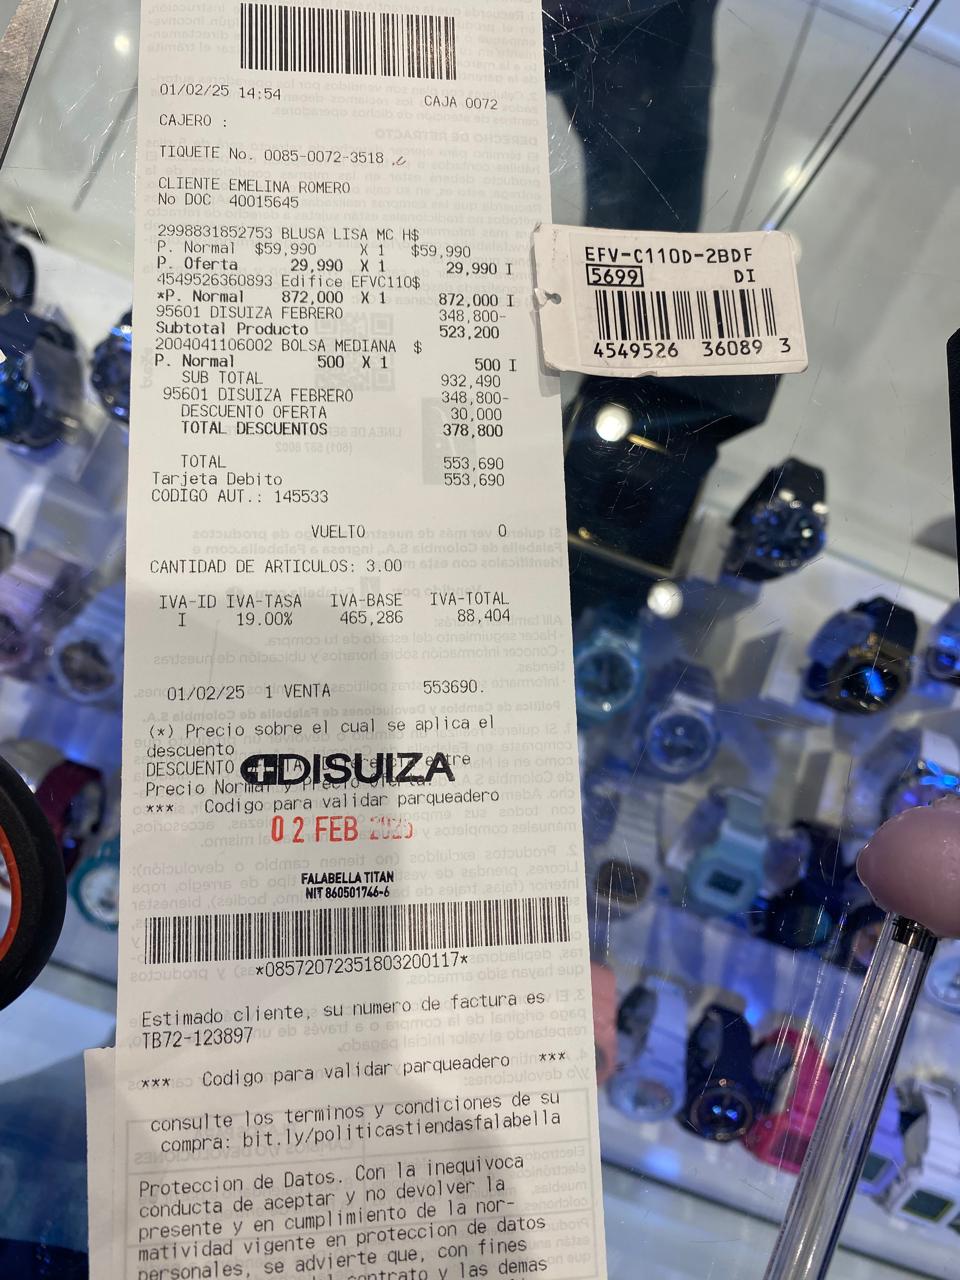 01/02/25 14:54 CAJA 0072
CAJERO :
TIQUETE No. 0085-0072-3518
CLIENTE EMELINA ROMERO
No DOC 40015645
2998831852753 BLUSA LISA MC H$
P. Normal $59,990 X 1 $59,990
P. Oferta 29,990 X 1 29,990 I
4549526360893 Edifice EFVC110$
*P. Normal 872,000 X 1 872,000 I
95601 DISUIZA FEBRERO 348,800-
Subtotal Producto 523,200
2004041106002 BOLSA MEDIANA $
P. Normal 500 X 1 500 I
SUB TOTAL 932,490
95601 DISUIZA FEBRERO 348,800-
DESCUENTO OFERTA 30,000
TOTAL DESCUENTOS 378,800
TOTAL 553,690
Tarjeta Debito 553,690
CODIGO AUT.: 145533
VUELTO 0
CANTIDAD DE ARTICULOS: 3.00
IVA-ID IVA-TASA IVA-BASE IVA-TOTAL
I 19.00% 465,286 88,404
01/02/25 1 VENTA 553690.
(*) Precio sobre el cual se aplica el
descuento
DESCUENTO
DISUIZA
Precio Normal y Precio Oferta.
*** Codigo para validar parqueadero
02 FEB 2025
FALABELLA TITAN
NIT 860501746-6
*08572072351803200117*
Estimado cliente, su numero de factura es
TB72-123897
*** Codigo para validar parqueadero ***
consulte los terminos y condiciones de su
compra: bit.ly/politicastiendasfalabella
Proteccion de Datos. Con la inequivoca
conducta de aceptar y no devolver la
presente y en cumplimiento de la nor-
matividad vigente en proteccion de datos
personales, se advierte que, con fines
contrato y las demas
EFV-C110D-2BDF
5699 DI
4549526 36089 3